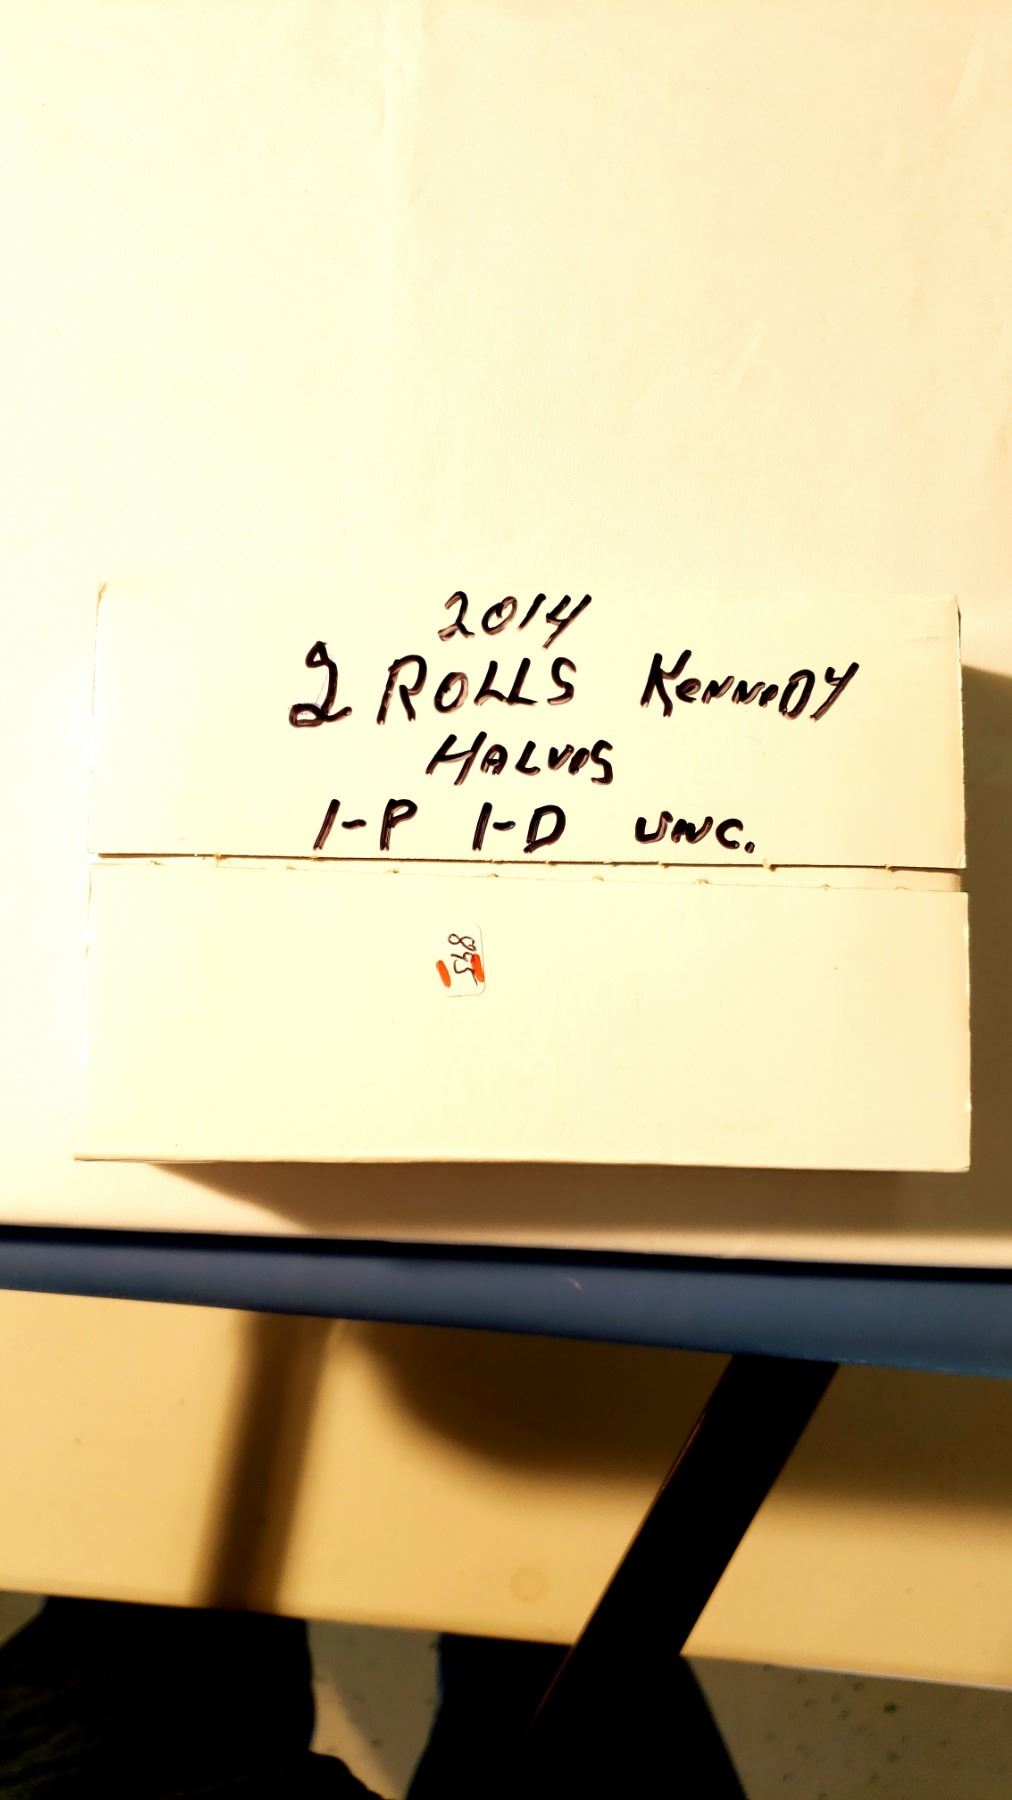 2014
2 ROLLS KENNEDY
HALVES
1-P 1-D UNC.